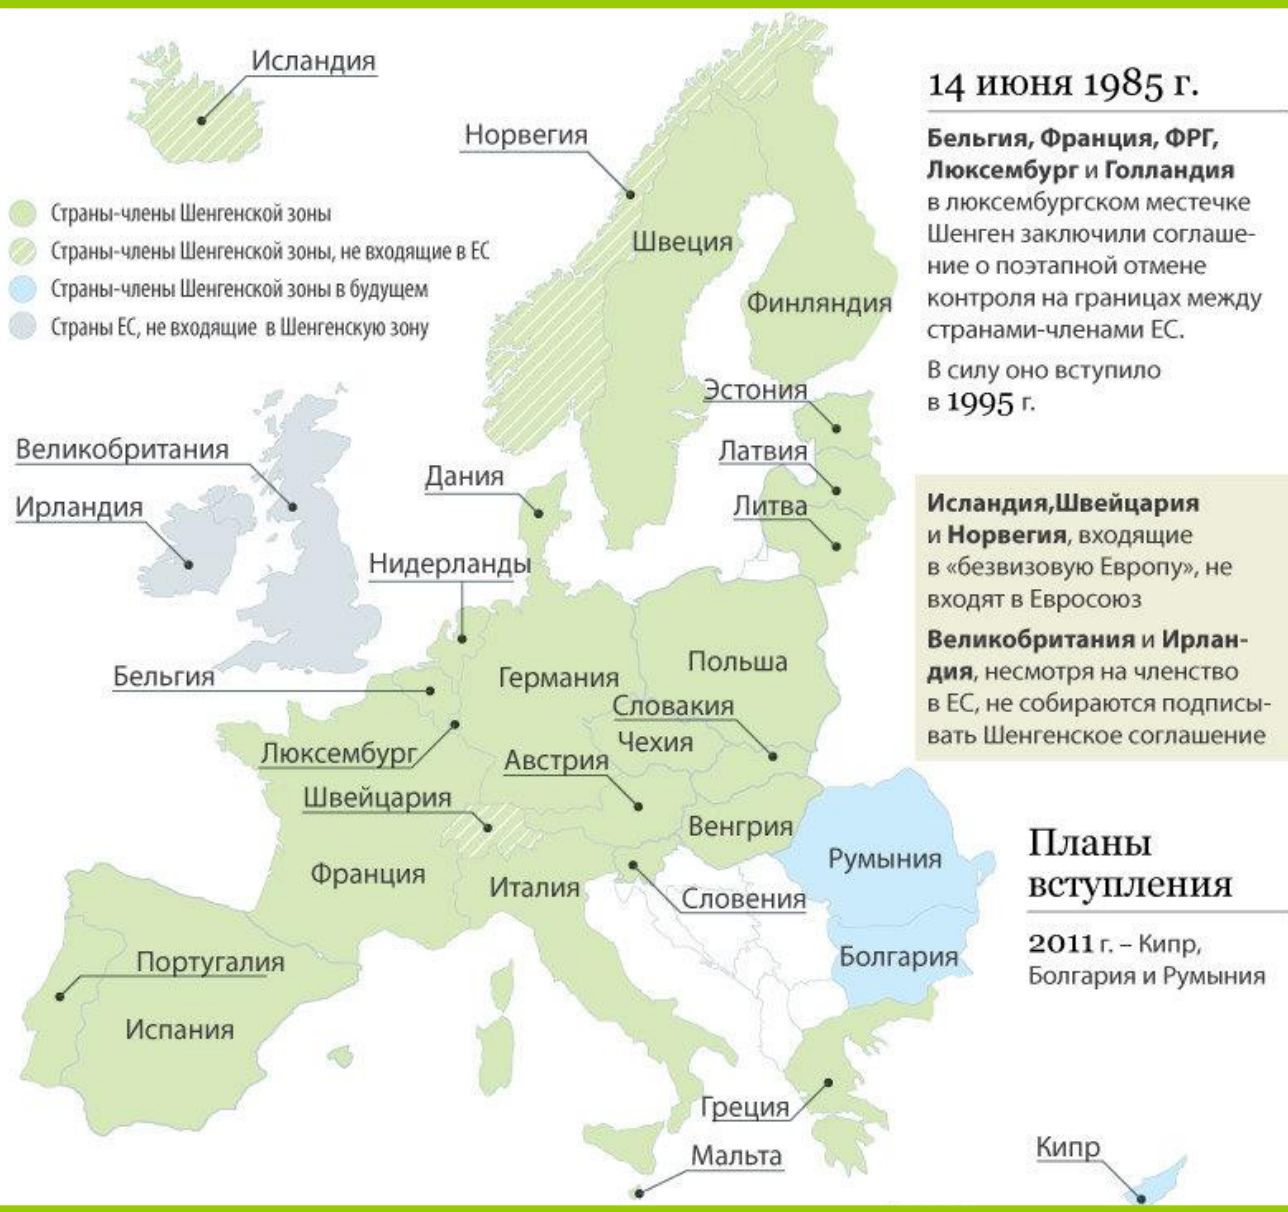 Исландия
Норвегия
Страны-члены Шенгенской зоны
Страны-члены Шенгенской зоны, не входящие в ЕС
Страны-члены Шенгенской зоны в будущем
Страны ЕС, не входящие в Шенгенскую зону
Швеция
Финляндия
Эстония
Латвия
Литва
Великобритания
Ирландия
Дания
Нидерланды
Бельгия
Германия
Польша
Словакия
Чехия
Люксембург
Австрия
Швейцария
Венгрия
Румыния
Франция
Италия
Словения
Болгария
Португалия
Испания
Греция
Мальта
Кипр
14 июня 1985 г.
Бельгия, Франция, ФРГ,
Люксембург и Голландия
в люксембургском местечке
Шенген заключили соглаше-
ние о поэтапной отмене
контроля на границах между
странами-членами ЕС.
В силу оно вступило
в 1995 г.
Исландия,Швейцария
и Норвегия, входящие
в «безвизовую Европу», не
входят в Евросоюз
Великобритания и Ирлан-
дия, несмотря на членство
в ЕС, не собираются подписы-
вать Шенгенское соглашение
Планы
вступления
2011 г. – Кипр,
Болгария и Румыния